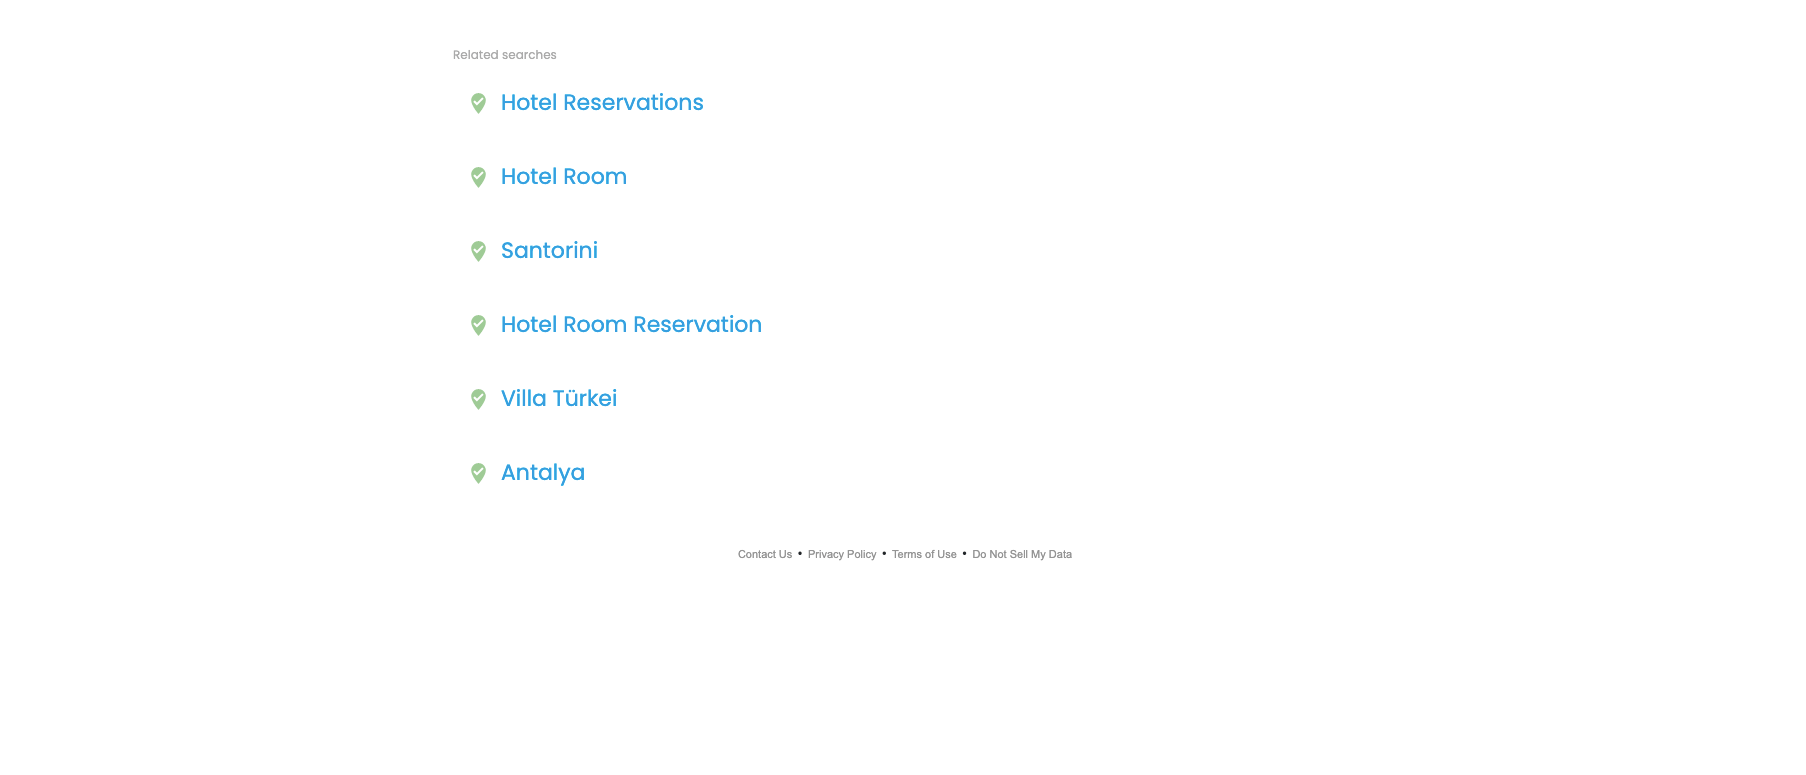 Related searches
Hotel Reservations
Hotel Room
Santorini
Hotel Room Reservation
Villa Türkei
Antalya
Contact Us • Privacy Policy • Terms of Use • Do Not Sell My Data